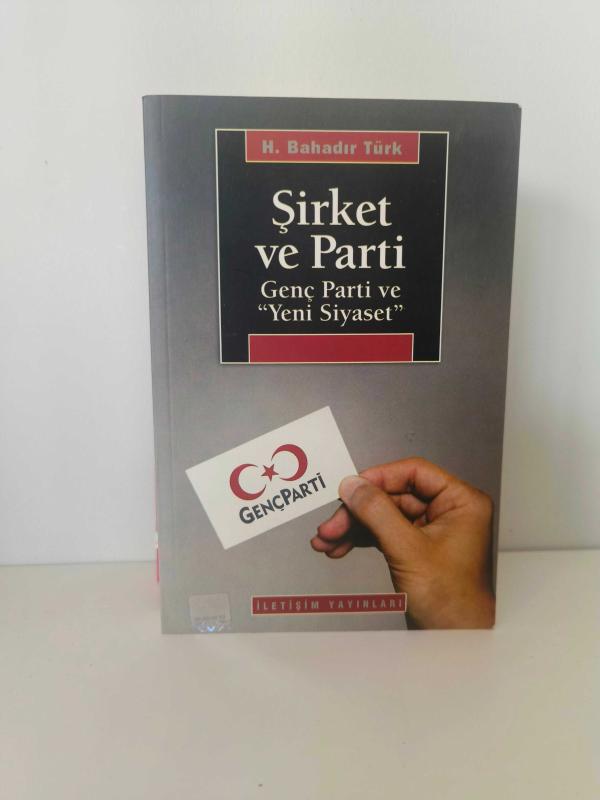 H. Bahadır Türk
Şirket
ve Parti
Genç Parti ve
“Yeni Siyaset”
GENÇPARTİ
İLETİŞİM YAYINLARI